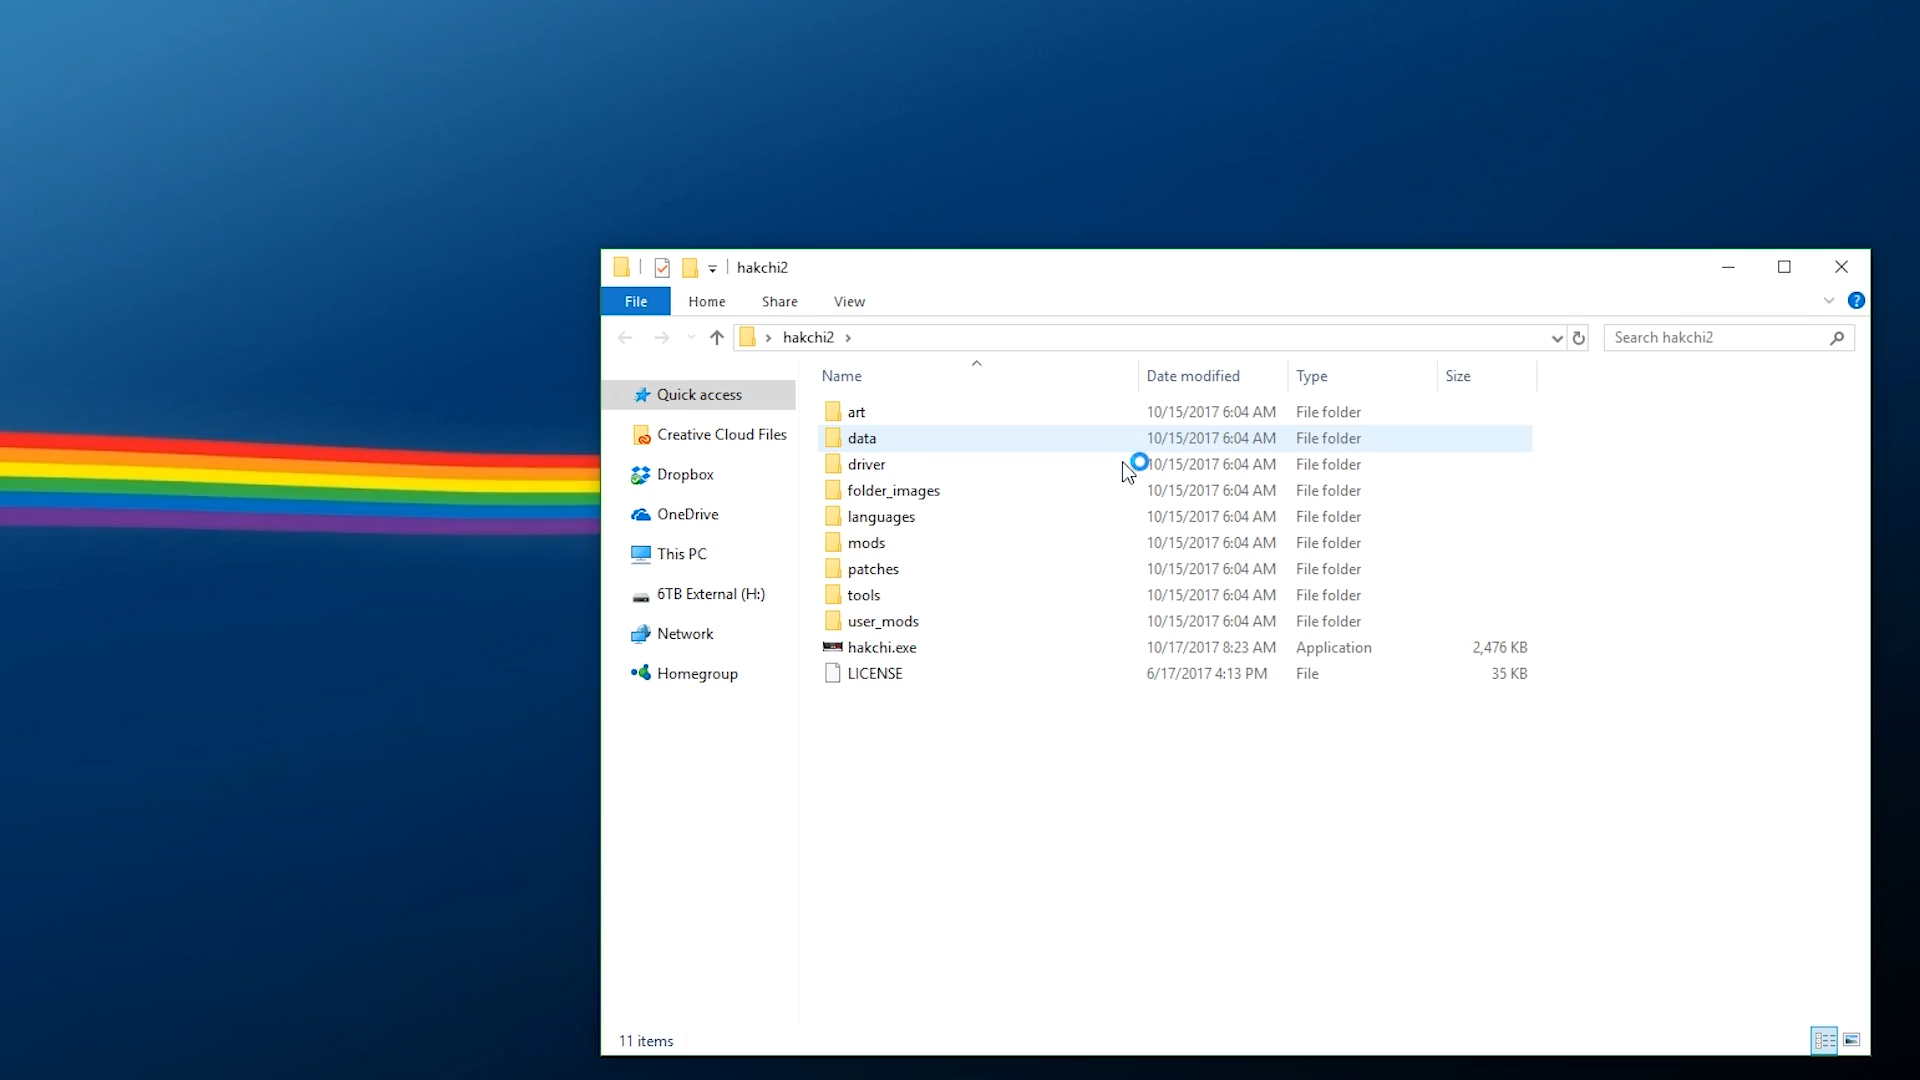 hakchi2
File Home Share View
hakchi2
Search hakchi2
Name Date modified Type Size
Quick access
Creative Cloud Files
Dropbox
OneDrive
This PC
6TB External (H:)
Network
Homegroup
art 10/15/2017 6:04 AM File folder
data 10/15/2017 6:04 AM File folder
driver 10/15/2017 6:04 AM File folder
folder_images 10/15/2017 6:04 AM File folder
languages 10/15/2017 6:04 AM File folder
mods 10/15/2017 6:04 AM File folder
patches 10/15/2017 6:04 AM File folder
tools 10/15/2017 6:04 AM File folder
user_mods 10/15/2017 6:04 AM File folder
hakchi.exe 10/17/2017 8:23 AM Application 2,476 KB
LICENSE 6/17/2017 4:13 PM File 35 KB
11 items